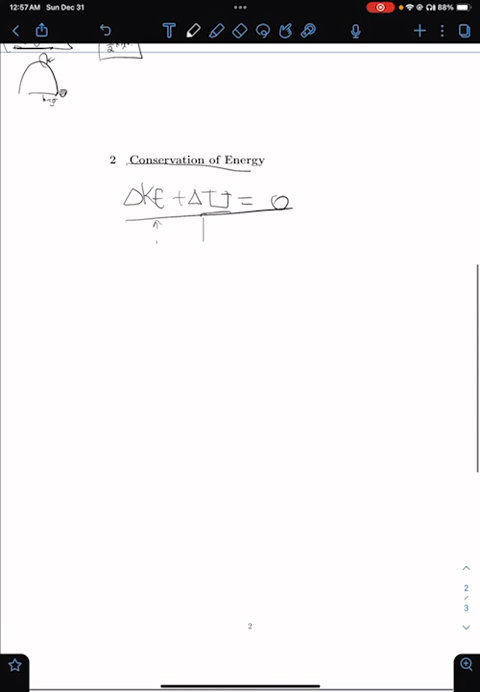 12:57 AM Sun Dec 31
88%
2 Conservation of Energy
ΔKE + ΔU = 0
2
/
3
2